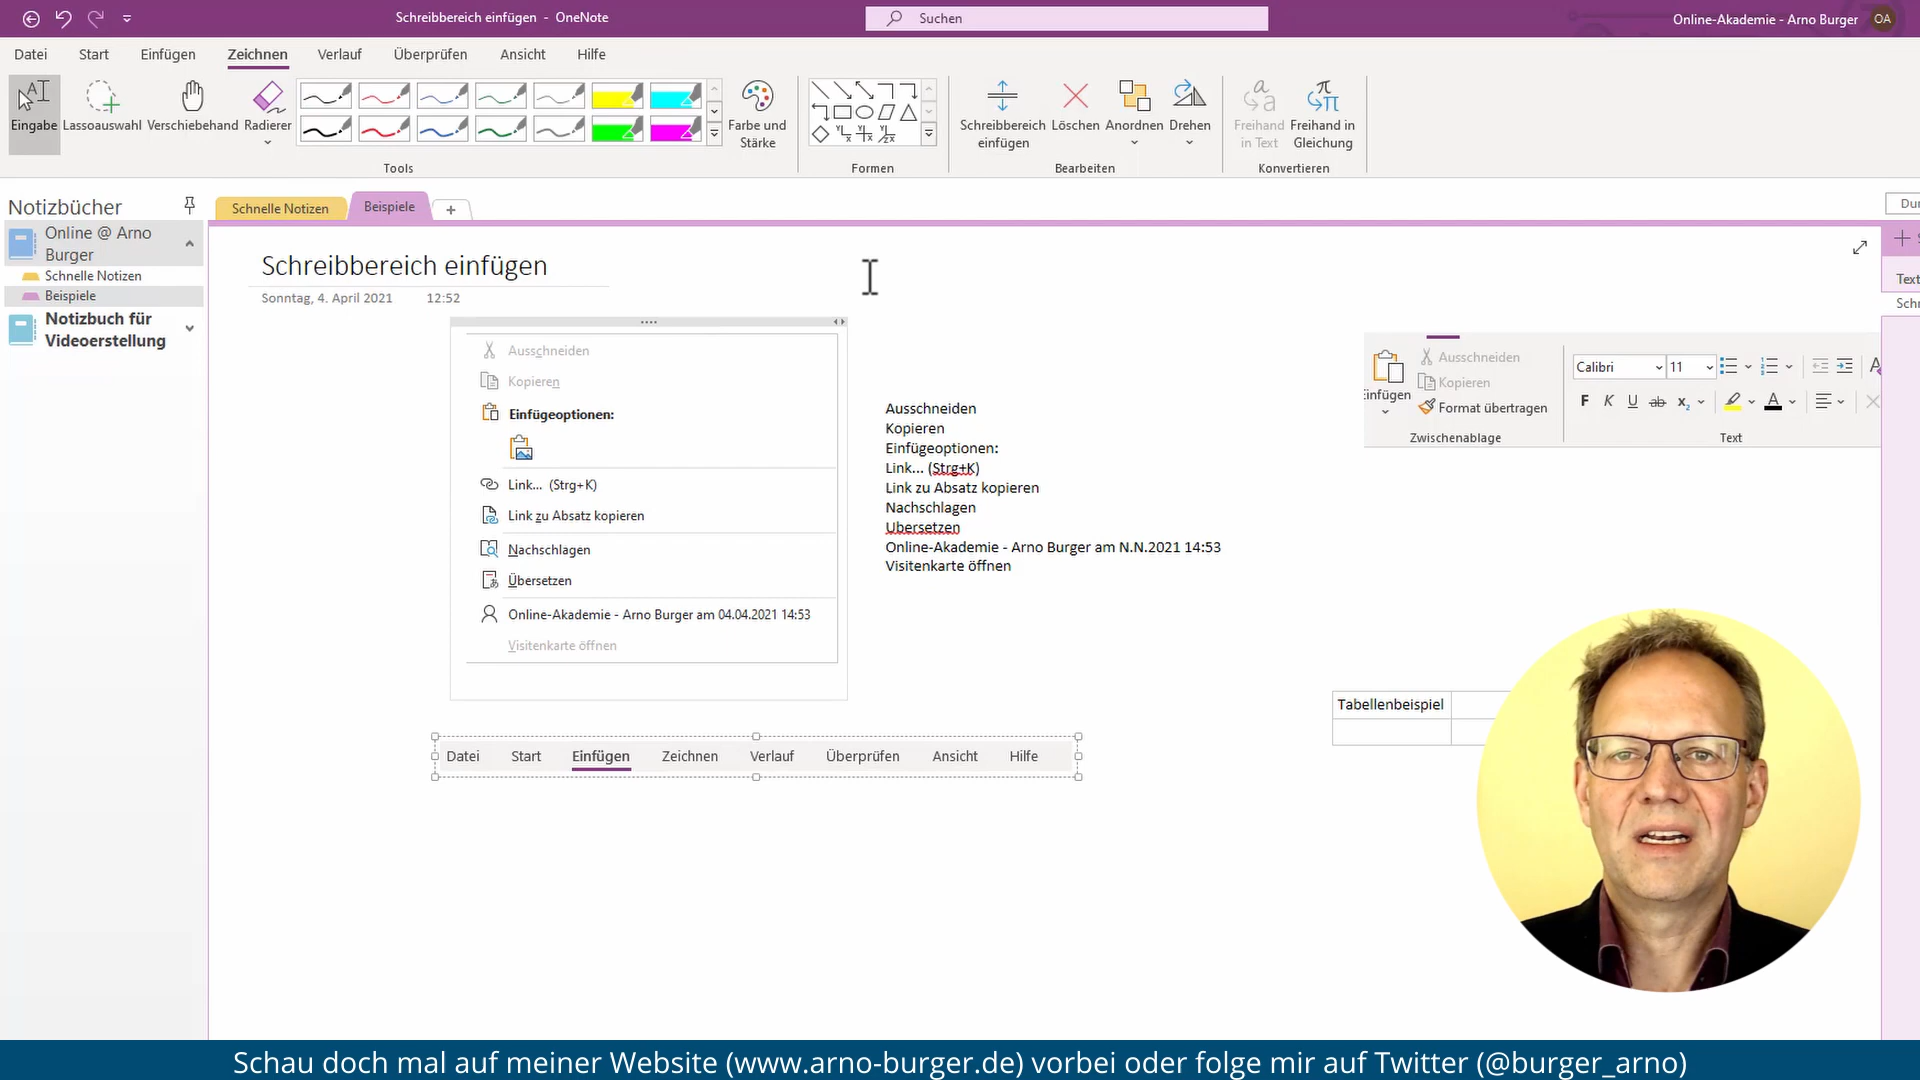 Schreibbereich einfügen - OneNote
Suchen
Online-Akademie - Arno Burger
OA
Datei Start Einfügen Zeichnen Verlauf Überprüfen Ansicht Hilfe
Eingabe Lassoauswahl Verschiebehand Radierer Farbe und Stärke
Schreibbereich einfügen Löschen Anordnen Drehen
Freihand in Text Freihand in Gleichung
Tools Formen Bearbeiten Konvertieren
Notizbücher
Online @ Arno
Burger
Schnelle Notizen
Beispiele
Notizbuch für
Videoerstellung
Schnelle Notizen Beispiele
Schreibbereich einfügen
Sonntag, 4. April 2021 12:52
Ausschneiden
Kopieren
Einfügeoptionen:
Link... (Strg+K)
Link zu Absatz kopieren
Nachschlagen
Übersetzen
Online-Akademie - Arno Burger am 04.04.2021 14:53
Visitenkarte öffnen
Ausschneiden
Kopieren
Einfügeoptionen:
Link... (Strg+K)
Link zu Absatz kopieren
Nachschlagen
Ubersetzen
Online-Akademie - Arno Burger am N.N.2021 14:53
Visitenkarte öffnen
Ausschneiden
Kopieren
Format übertragen
infügen
Zwischenablage
Calibri 11
F K U ab x₂ A
Text
Tabellenbeispiel
Datei Start Einfügen Zeichnen Verlauf Überprüfen Ansicht Hilfe
Text
Schau doch mal auf meiner Website (www.arno-burger.de) vorbei oder folge mir auf Twitter (@burger_arno)